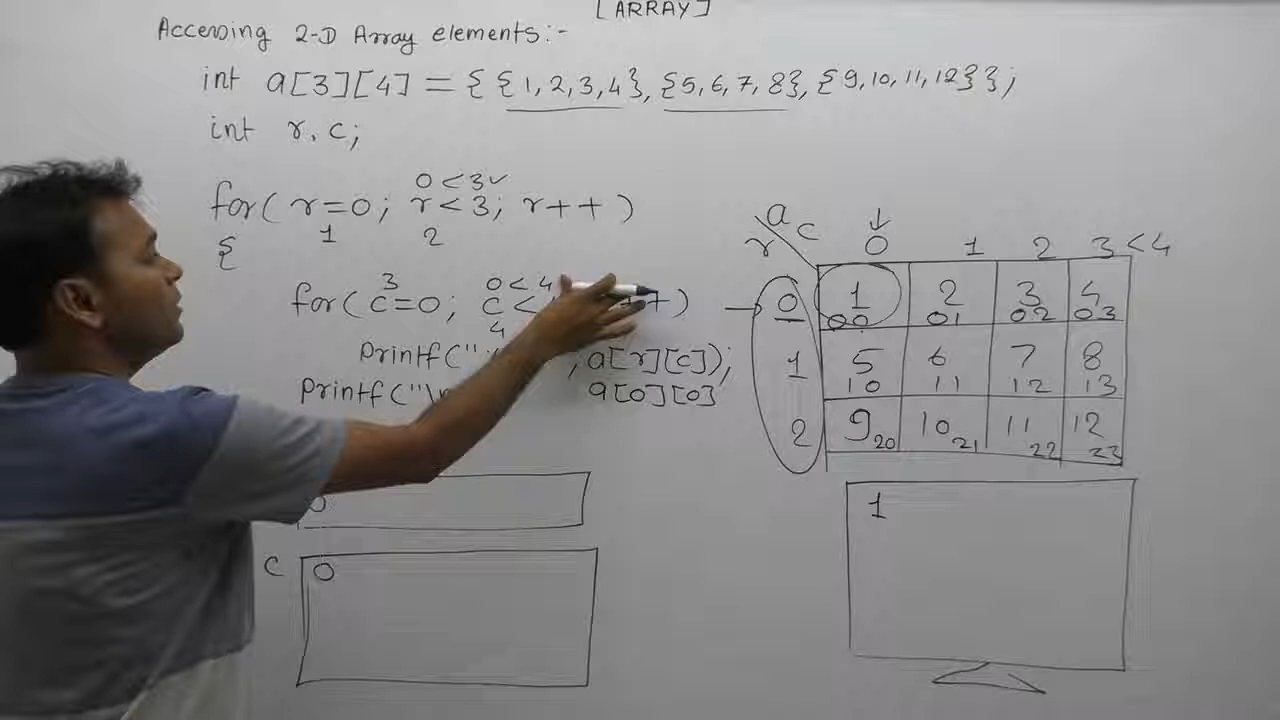 [ARRAY]
Accessing 2-D Array elements:-
int a[3][4] = {{1,2,3,4}, {5,6,7,8}, {9,10,11,12}};
int r, c;
0<3✓
for( r=0; r<3; r++ )
1 2
{
3 0<4
for( c=0; c< ++)
4
printf(" ,a[r][c]);
printf("\n a[0][0]
0
c 0
a
r c
0 1 2 3 <4
0 1 2 3 4
00 01 02 03
1 5 6 7 8
10 11 12 13
2 9 10 11 12
20 21 22 23
1